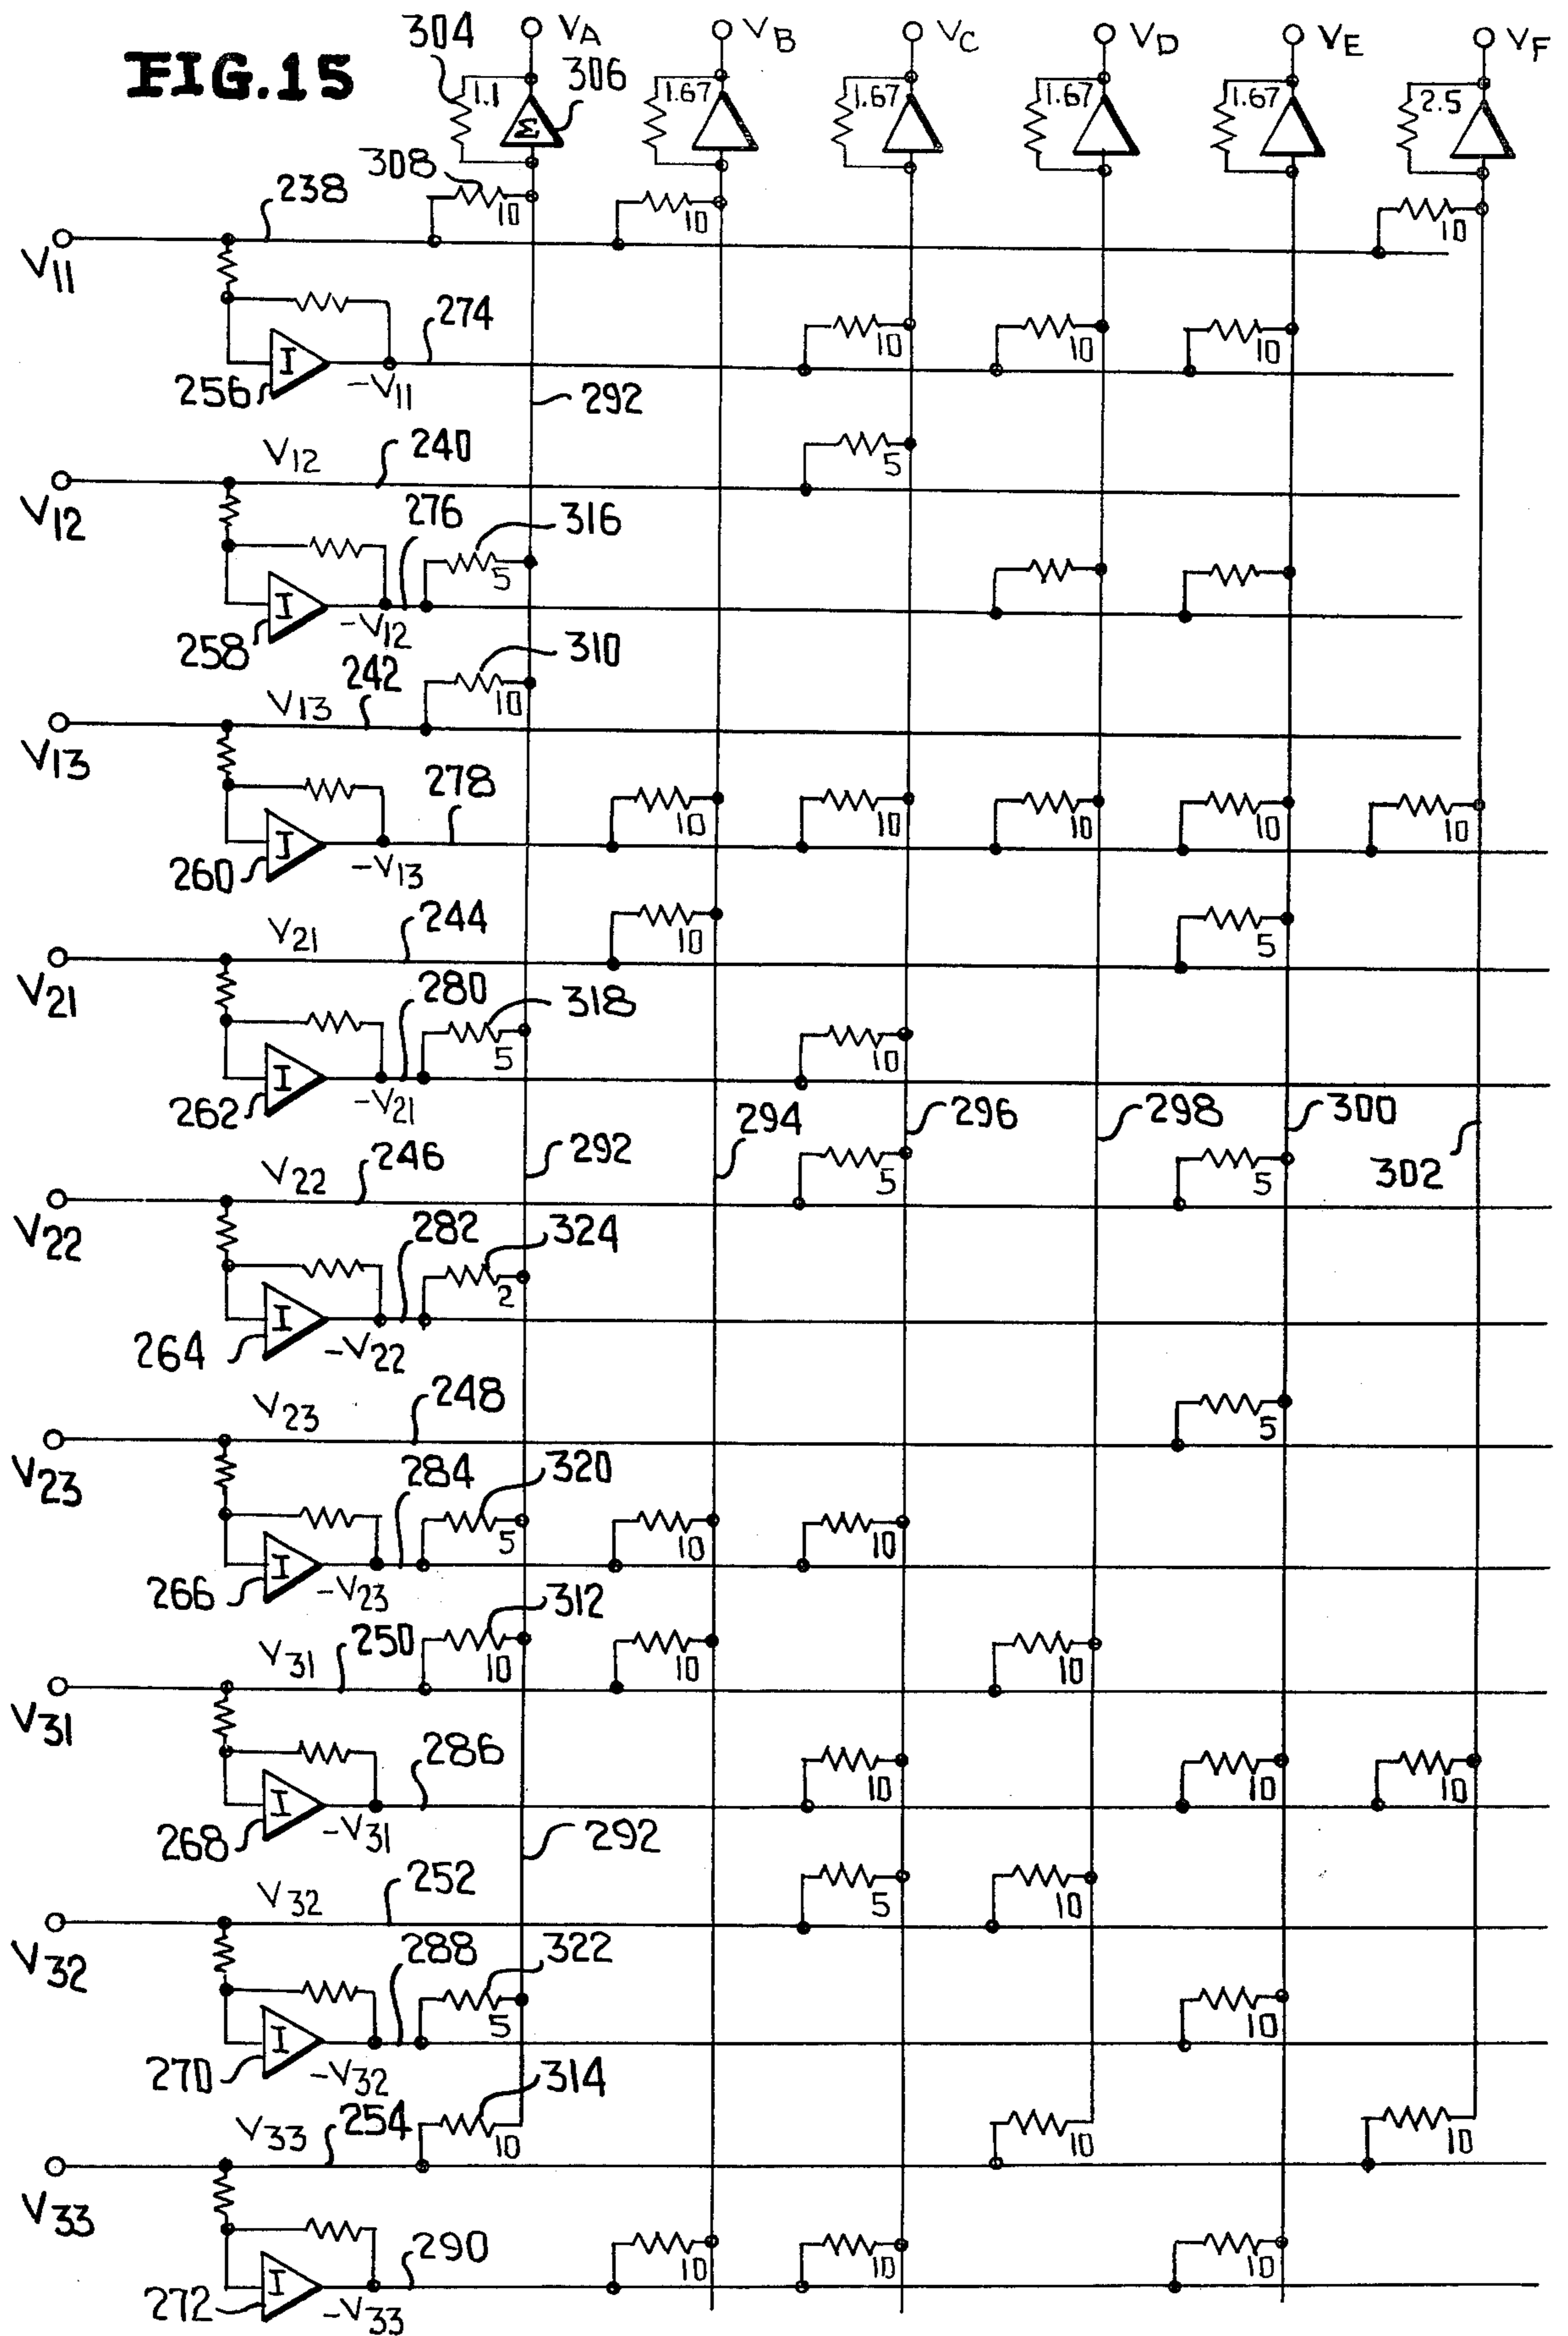 FIG.15
304 VA VB VC VD VE VF
1.1 306 1.67 1.67 1.67 1.67 2.5
Σ
308
238 10 10 10
V11
274
I 10 10 10
256 -V11 292
V12 240
5
V12 276 316
5
I
258 -V12 310
V13 242
10
V13 278
10 10 10 10 10
I
260 -V13
V21 244
10 5
V21 280 318
5 10
I
262 -V21 294 296 298 300
V22 246 292 5 5 302
V22 282 324
2
I
264 -V22
V23 248
5
V23 284 320
5 10 10
I
266 -V23 312
V31 250 10 10 10
V31
286
10 10 10
I
268 -V31 292
V32 252 5 10
V32 288 322
5 10
I
270 -V32 314
V33 254 10 10 10
V33
290
10 10 10
I
272 -V33